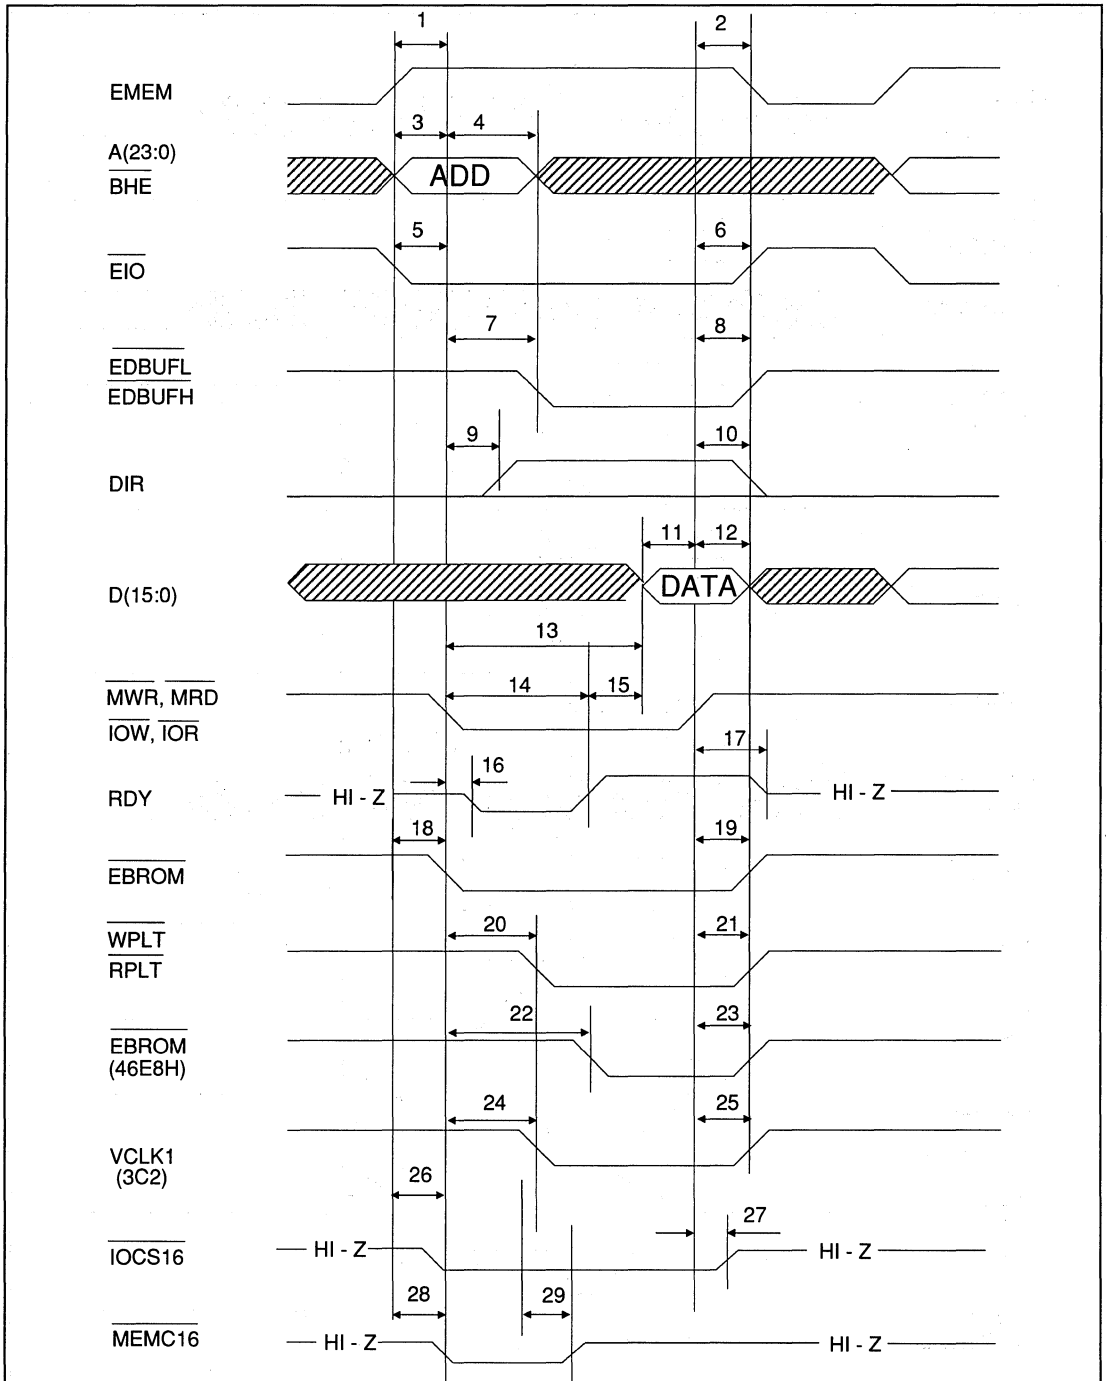 1 2
EMEM
3 4
A(23:0)
BHE
ADD
5 6
EIO
7 8
EDBUFL
EDBUFH
9 10
DIR
11 12
D(15:0)
DATA
13
14 15
MWR, MRD
IOW, IOR
17
16
RDY
HI - Z HI - Z
18 19
EBROM
20 21
WPLT
RPLT
22 23
EBROM
(46E8H)
24 25
VCLK1
(3C2)
26
27
IOCS16
HI - Z HI - Z
28 29
MEMC16
HI - Z HI - Z